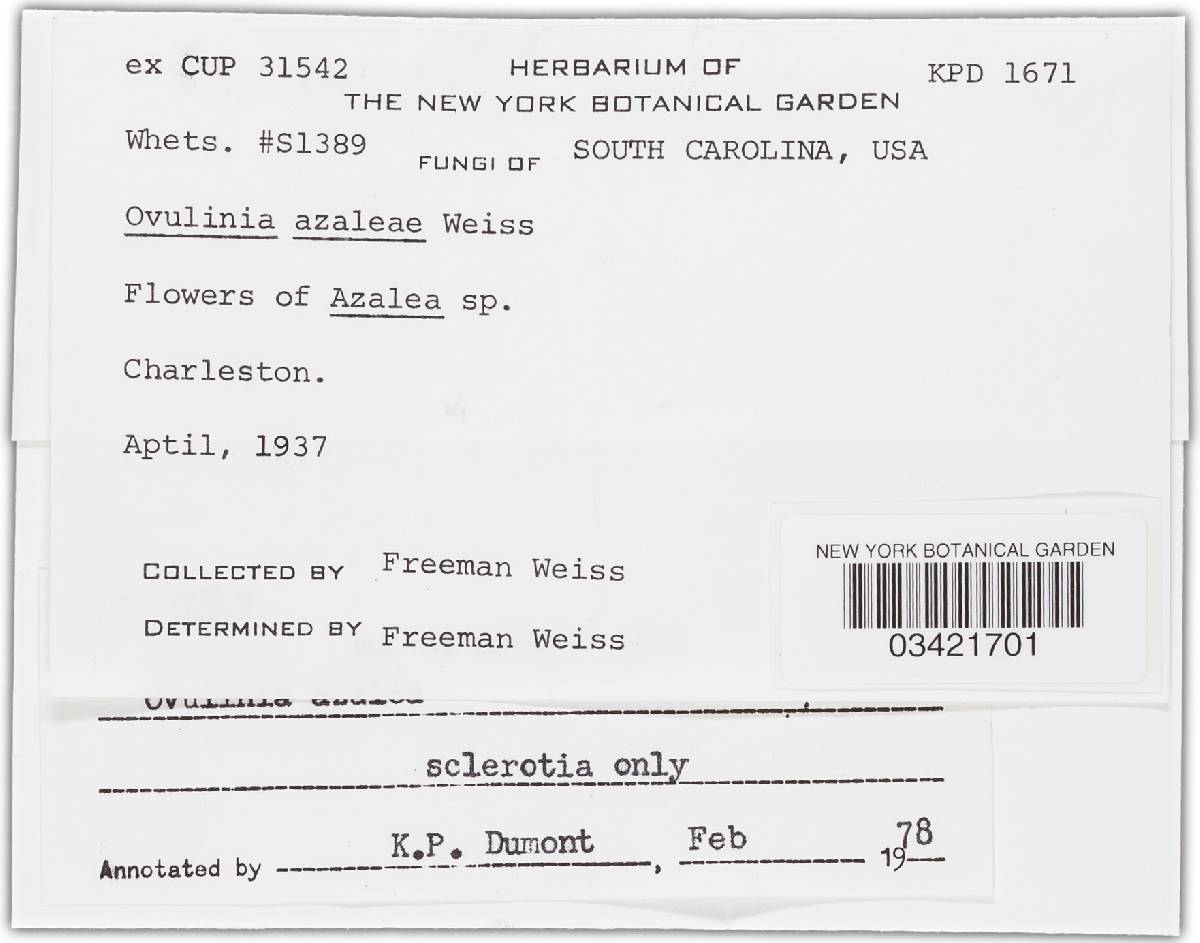 ex CUP 31542 HERBARIUM OF KPD 1671
THE NEW YORK BOTANICAL GARDEN
Whets. #S1389 FUNGI OF SOUTH CAROLINA, USA
Ovulinia azaleae Weiss
Flowers of Azalea sp.
Charleston.
Aptil, 1937
COLLECTED BY Freeman Weiss
DETERMINED BY Freeman Weiss
NEW YORK BOTANICAL GARDEN
03421701
Ovulinia
sclerotia only
Annotated by K.P. Dumont, Feb 1978